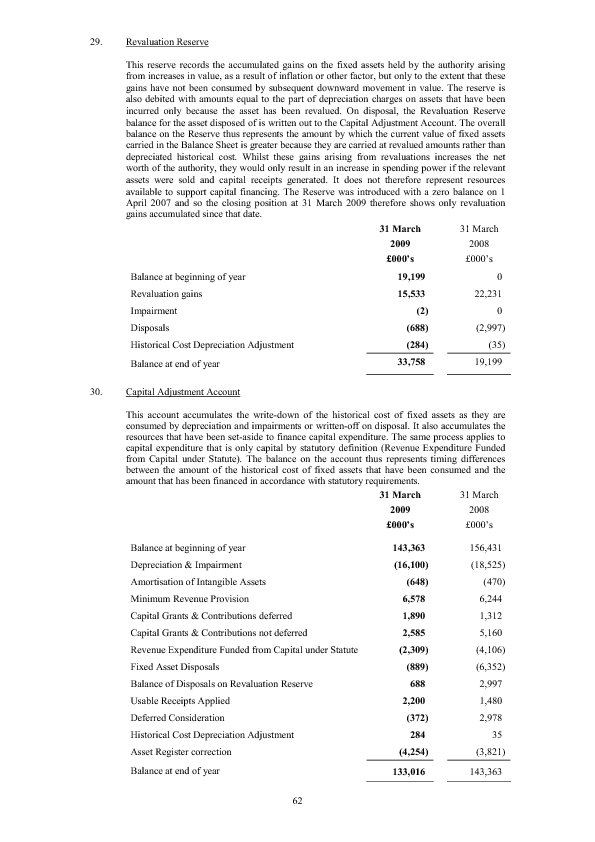 29. Revaluation Reserve
This reserve records the accumulated gains on the fixed assets held by the authority arising
from increases in value, as a result of inflation or other factor, but only to the extent that these
gains have not been consumed by subsequent downward movement in value. The reserve is
also debited with amounts equal to the part of depreciation charges on assets that have been
incurred only because the asset has been revalued. On disposal, the Revaluation Reserve
balance for the asset disposed of is written out to the Capital Adjustment Account. The overall
balance on the Reserve thus represents the amount by which the current value of fixed assets
carried in the Balance Sheet is greater because they are carried at revalued amounts rather than
depreciated historical cost. Whilst these gains arising from revaluations increases the net
worth of the authority, they would only result in an increase in spending power if the relevant
assets were sold and capital receipts generated. It does not therefore represent resources
available to support capital financing. The Reserve was introduced with a zero balance on 1
April 2007 and so the closing position at 31 March 2009 therefore shows only revaluation
gains accumulated since that date.
31 March 31 March
2009 2008
£000's £000's
Balance at beginning of year 19,199 0
Revaluation gains 15,533 22,231
Impairment (2) 0
Disposals (688) (2,997)
Historical Cost Depreciation Adjustment (284) (35)
Balance at end of year 33,758 19,199
30. Capital Adjustment Account
This account accumulates the write-down of the historical cost of fixed assets as they are
consumed by depreciation and impairments or written-off on disposal. It also accumulates the
resources that have been set-aside to finance capital expenditure. The same process applies to
capital expenditure that is only capital by statutory definition (Revenue Expenditure Funded
from Capital under Statute). The balance on the account thus represents timing differences
between the amount of the historical cost of fixed assets that have been consumed and the
amount that has been financed in accordance with statutory requirements.
31 March 31 March
2009 2008
£000's £000's
Balance at beginning of year 143,363 156,431
Depreciation & Impairment (16,100) (18,525)
Amortisation of Intangible Assets (648) (470)
Minimum Revenue Provision 6,578 6,244
Capital Grants & Contributions deferred 1,890 1,312
Capital Grants & Contributions not deferred 2,585 5,160
Revenue Expenditure Funded from Capital under Statute (2,309) (4,106)
Fixed Asset Disposals (889) (6,352)
Balance of Disposals on Revaluation Reserve 688 2,997
Usable Receipts Applied 2,200 1,480
Deferred Consideration (372) 2,978
Historical Cost Depreciation Adjustment 284 35
Asset Register correction (4,254) (3,821)
Balance at end of year 133,016 143,363
62